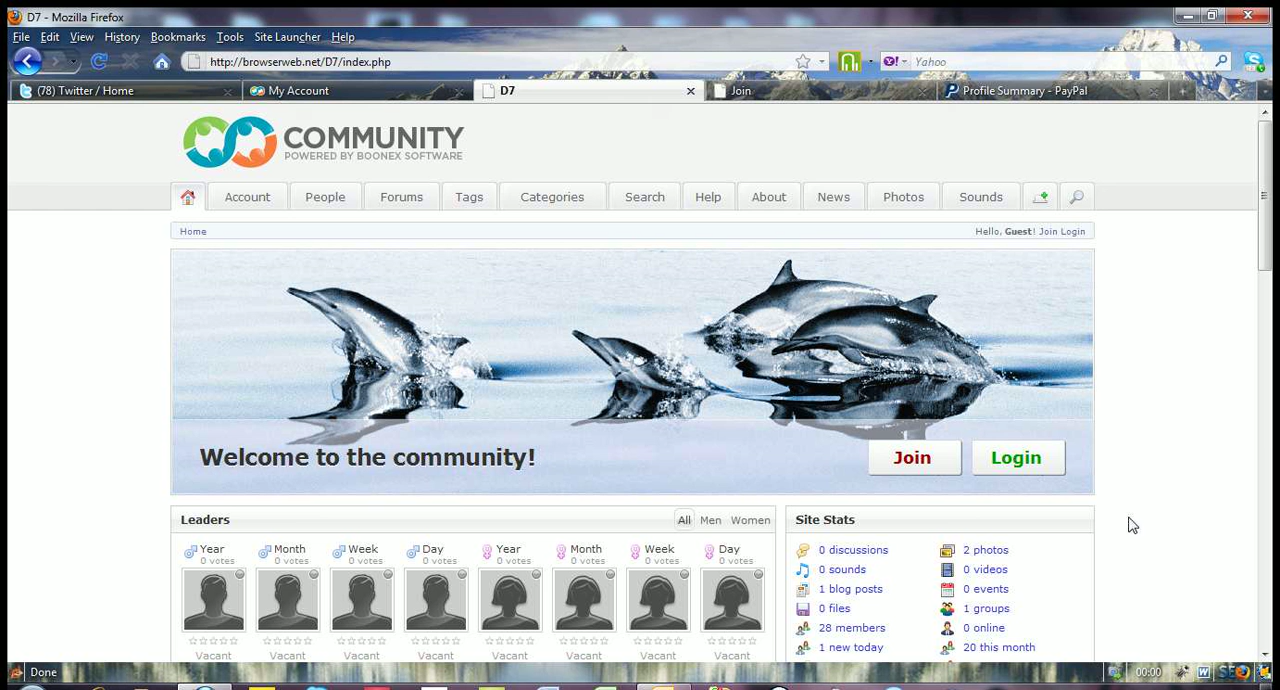 D7 - Mozilla Firefox
File Edit View History Bookmarks Tools Site Launcher Help
http://browserweb.net/D7/index.php Yahoo
(78) Twitter / Home My Account D7 Join Profile Summary - PayPal
COMMUNITY
POWERED BY BOONEX SOFTWARE
Account People Forums Tags Categories Search Help About News Photos Sounds
Home Hello, Guest! Join Login
Welcome to the community! Join Login
Leaders All Men Women
Year Month Week Day Year Month Week Day
0 votes 0 votes 0 votes 0 votes 0 votes 0 votes 0 votes 0 votes
Vacant Vacant Vacant Vacant Vacant Vacant Vacant Vacant
Site Stats
0 discussions 2 photos
0 sounds 0 videos
1 blog posts 0 events
0 files 1 groups
28 members 0 online
1 new today 20 this month
Done 00:00